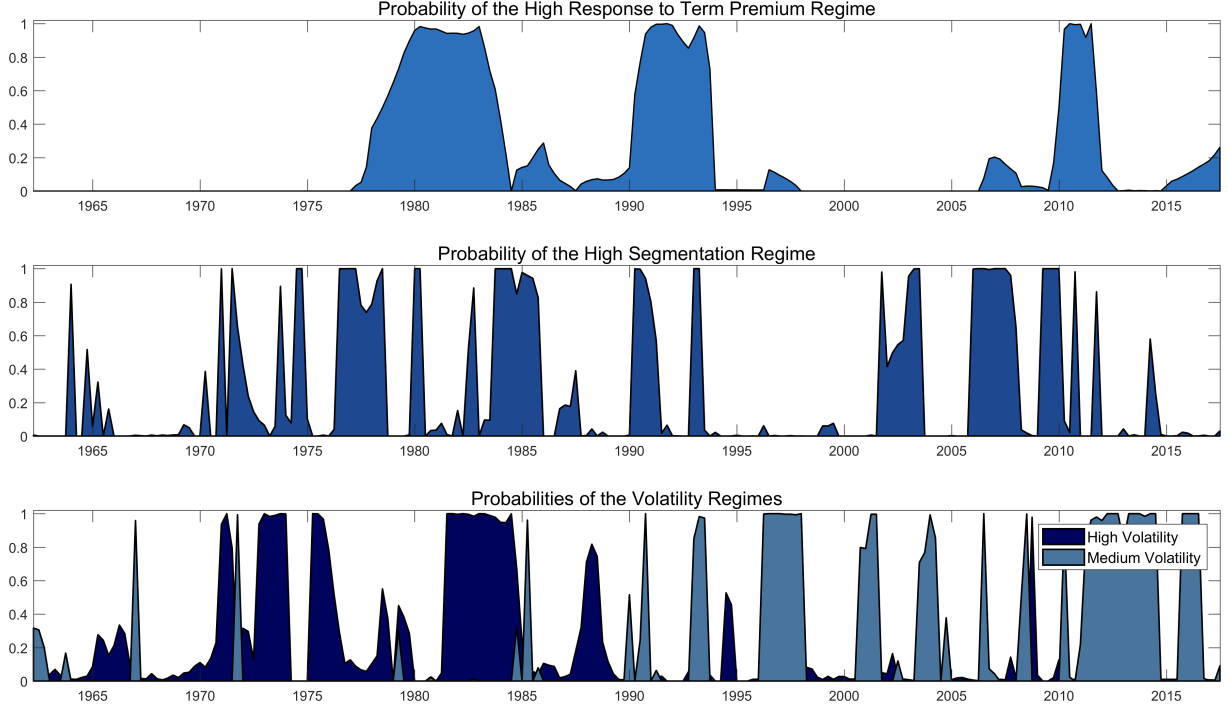 Probability of the High Response to Term Premium Regime
1
0.8
0.6
0.4
0.2
0
1965 1970 1975 1980 1985 1990 1995 2000 2005 2010 2015
Probability of the High Segmentation Regime
1
0.8
0.6
0.4
0.2
0
1965 1970 1975 1980 1985 1990 1995 2000 2005 2010 2015
Probabilities of the Volatility Regimes
1
0.8
0.6
0.4
0.2
0
High Volatility
Medium Volatility
1965 1970 1975 1980 1985 1990 1995 2000 2005 2010 2015